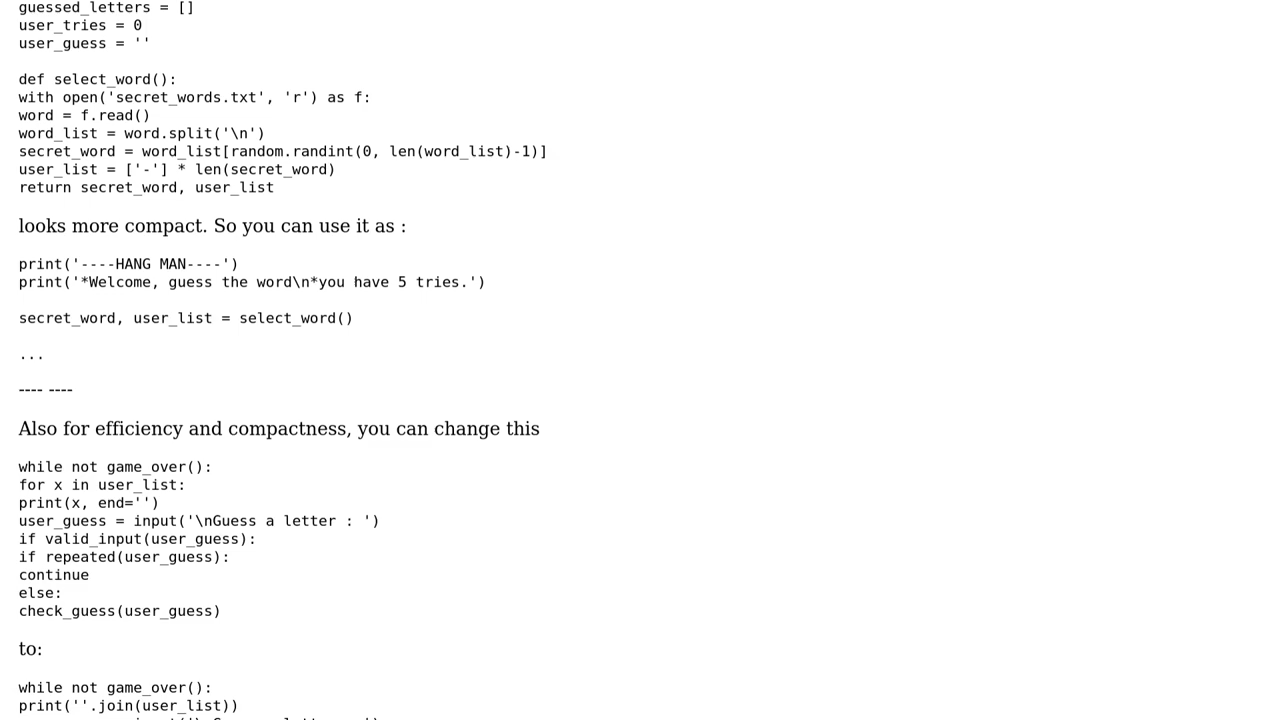 guessed_letters = []
user_tries = 0
user_guess = ''
def select_word():
with open('secret_words.txt', 'r') as f:
word = f.read()
word_list = word.split('\n')
secret_word = word_list[random.randint(0, len(word_list)-1)]
user_list = ['-'] * len(secret_word)
return secret_word, user_list
looks more compact. So you can use it as :
print('----HANG MAN----')
print('*Welcome, guess the word\n*you have 5 tries.')
secret_word, user_list = select_word()
...
---- ----
Also for efficiency and compactness, you can change this
while not game_over():
for x in user_list:
print(x, end='')
user_guess = input('\nGuess a letter : ')
if valid_input(user_guess):
if repeated(user_guess):
continue
else:
check_guess(user_guess)
to:
while not game_over():
print(''.join(user_list))